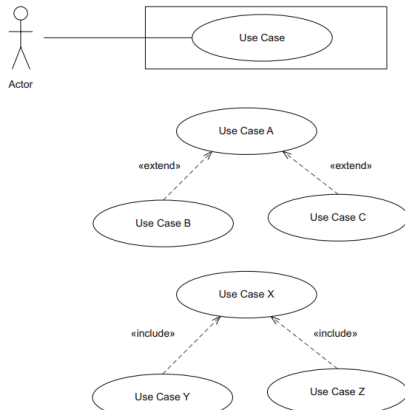 Use Case
Actor
Use Case A
«extend»
«extend»
Use Case B
Use Case C
Use Case X
«include»
«include»
Use Case Y
Use Case Z